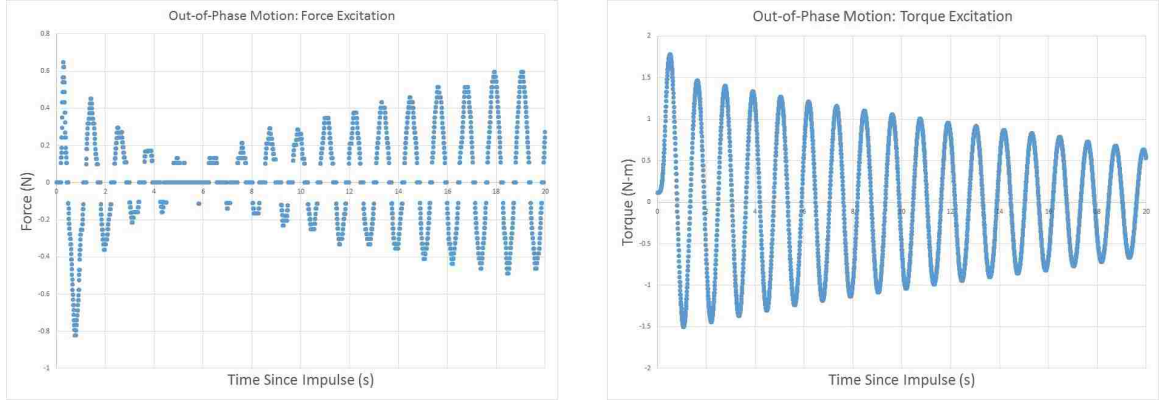 Out-of-Phase Motion: Force Excitation
0.8
0.6
0.4
0.2
0
-0.2
-0.4
-0.6
-0.8
-1
0 2 4 6 8 10 12 14 16 18 20
Force (N)
Time Since Impulse (s)
Out-of-Phase Motion: Torque Excitation
2
1.5
1
0.5
0
-0.5
-1
-1.5
-2
0 2 4 6 8 10 12 14 16 18 20
Torque (N-m)
Time Since Impulse (s)